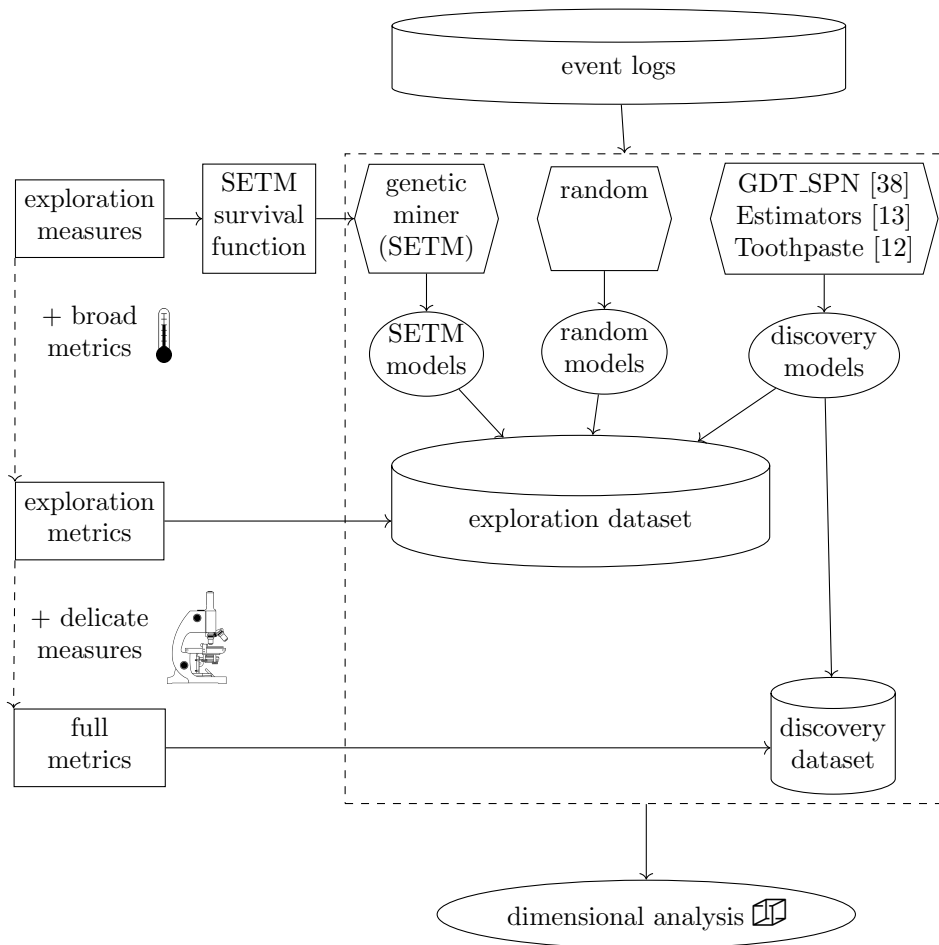 event logs
exploration
measures
SETM
survival
function
genetic
miner
(SETM)
random
GDT_SPN [38]
Estimators [13]
Toothpaste [12]
+ broad
metrics
SETM
models
random
models
discovery
models
exploration
metrics
exploration dataset
+ delicate
measures
full
metrics
discovery
dataset
dimensional analysis